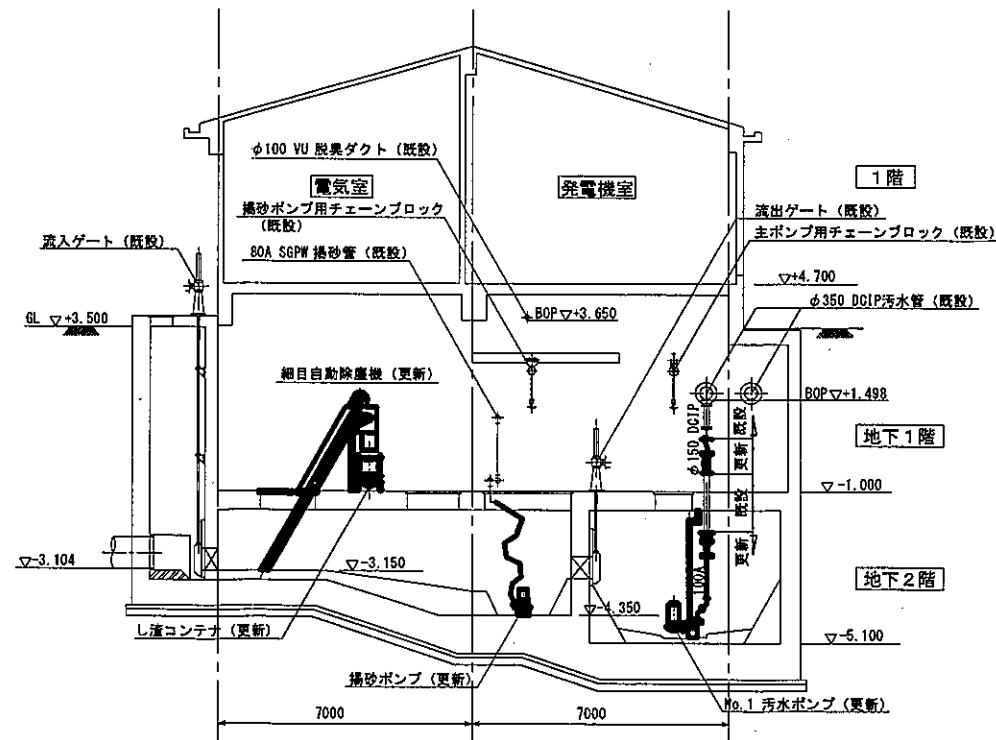 φ100 VU 脱臭ダクト (既設)
電気室
発電機室
1階
揚砂ポンプ用チェーンブロック
(既設)
流出ゲート (既設)
流入ゲート (既設)
80A SGPW 揚砂管 (既設)
主ポンプ用チェーンブロック (既設)
▽+4.700
φ350 DCIP汚水管 (既設)
GL ▽+3.500
BOP▽+3.650
細目自動除塵機 (更新)
BOP▽+1.498
φ150 DCIP
既設
更新
地下1階
▽-1.000
既設
更新
100A
▽-3.104
▽-3.150
地下2階
▽-4.350
し渣コンテナ (更新)
▽-5.100
揚砂ポンプ (更新)
No.1 汚水ポンプ (更新)
7000
7000